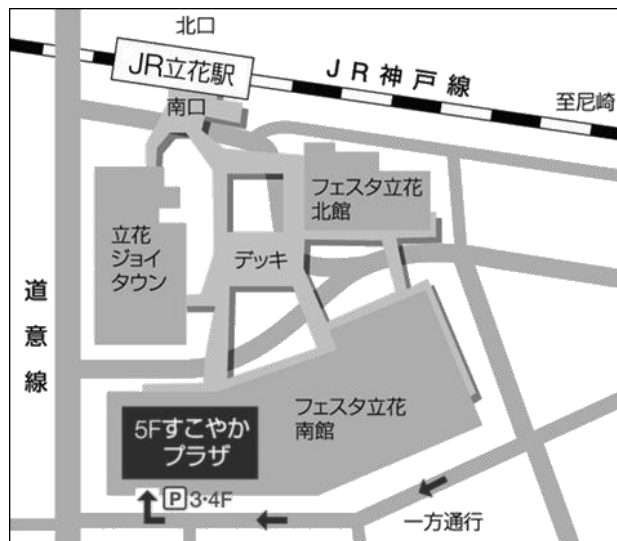 北口
JR立花駅
JR神戸線
南口
至尼崎
フェスタ立花
北館
立花
ジョイ
タウン
デッキ
道意線
フェスタ立花
南館
5Fすこやか
プラザ
P3・4F
一方通行